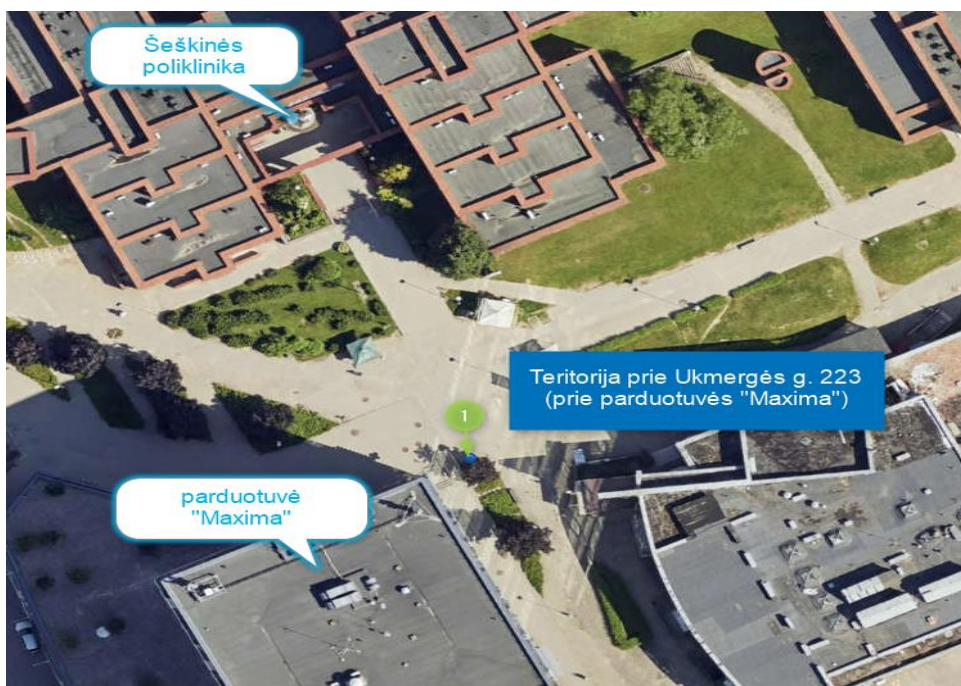 Šeškinės
poliklinika
Teritorija prie Ukmergės g. 223
(prie parduotuvės "Maxima")
1
parduotuvė
"Maxima"